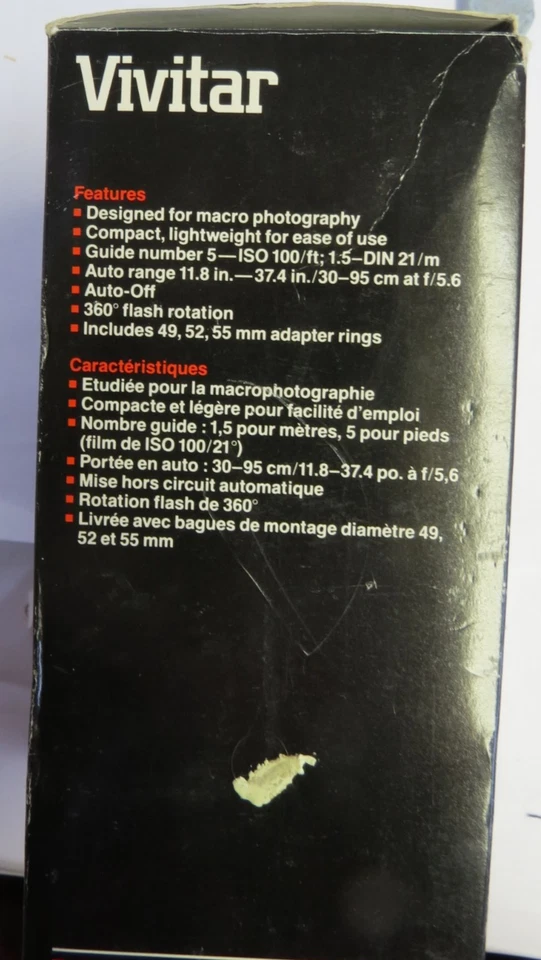 Vivitar
Features
▪ Designed for macro photography
▪ Compact, lightweight for ease of use
▪ Guide number 5—ISO 100/ft; 1.5–DIN 21/m
▪ Auto range 11.8 in.—37.4 in./30–95 cm at f/5.6
▪ Auto-Off
▪ 360° flash rotation
▪ Includes 49, 52, 55 mm adapter rings
Caractéristiques
▪ Etudiée pour la macrophotographie
▪ Compacte et légère pour facilité d'emploi
▪ Nombre guide : 1,5 pour mètres, 5 pour pieds
(film de ISO 100/21°)
▪ Portée en auto : 30–95 cm/11.8–37.4 po. à f/5,6
▪ Mise hors circuit automatique
▪ Rotation flash de 360°
▪ Livrée avec bagues de montage diamètre 49,
52 et 55 mm